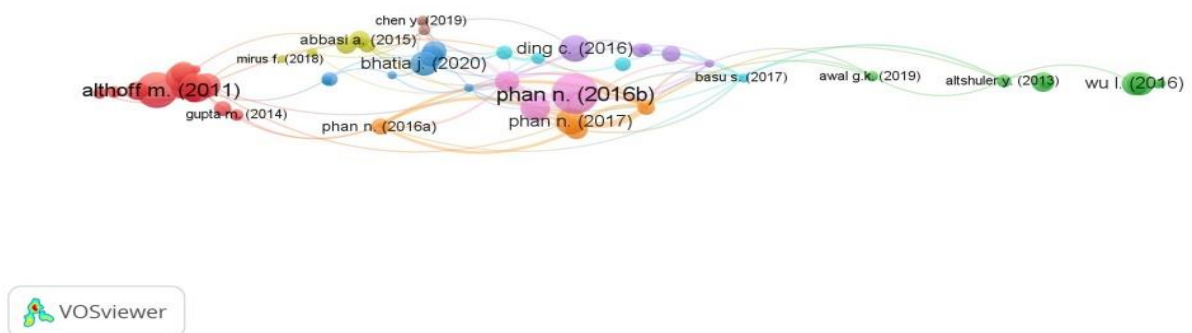 chen y. (2019)
abbasi a. (2015)
ding c. (2016)
mirus f. (2018)
bhatia j. (2020)
basu s. (2017)
awal g.k. (2019)
altshuler y. (2013)
wu l. (2016)
althoff m. (2011)
phan n. (2016b)
gupta m. (2014)
phan n. (2016a)
phan n. (2017)
VOSviewer